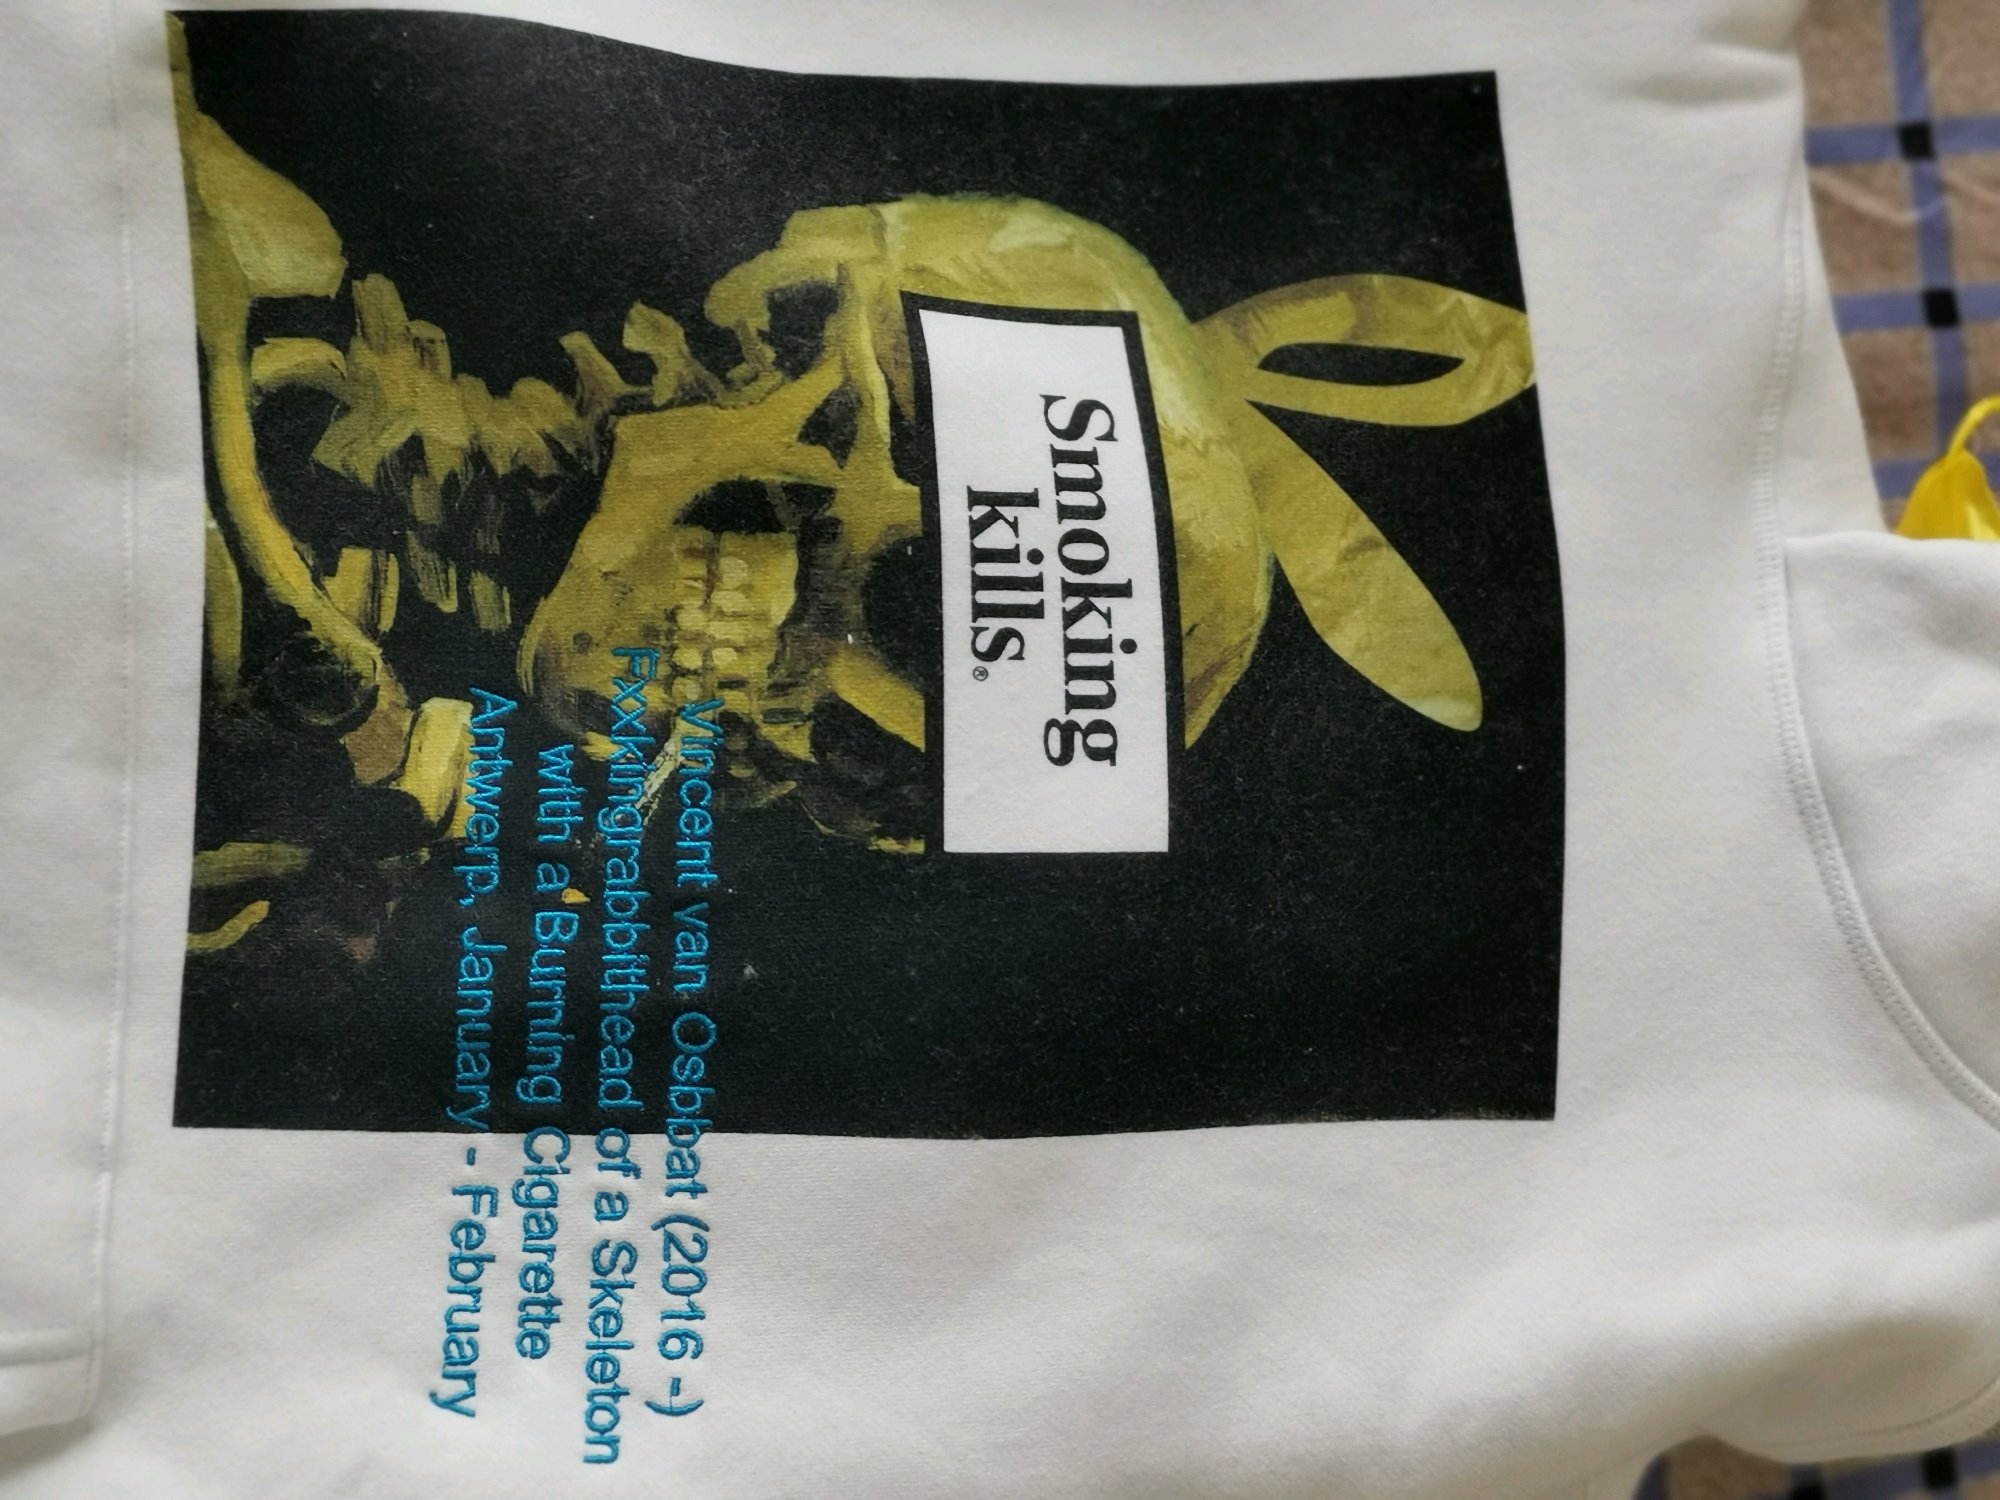 Smoking
kills.®
Vincent van Osbbat (2016 -)
Fxxkingrabbithead of a Skeleton
with a Burning Cigarette
Antwerp, January - February